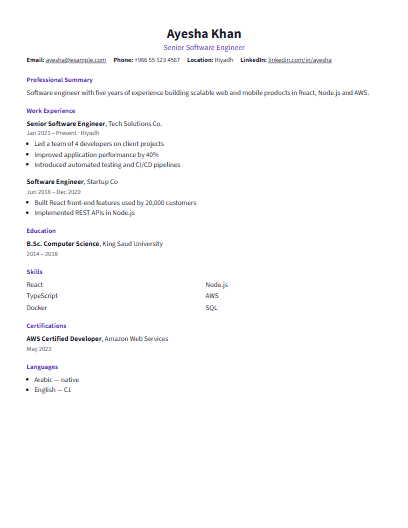 Ayesha Khan
Senior Software Engineer
Email: ayesha@example.com Phone: +966 55 123 4567 Location: Riyadh LinkedIn: linkedin.com/in/ayesha
Professional Summary
Software engineer with five years of experience building scalable web and mobile products in React, Node.js and AWS.
Work Experience
Senior Software Engineer, Tech Solutions Co.
Jan 2021 – Present · Riyadh
• Led a team of 4 developers on client projects
• Improved application performance by 40%
• Introduced automated testing and CI/CD pipelines
Software Engineer, Startup Co
Jun 2018 – Dec 2020
• Built React front-end features used by 20,000 customers
• Implemented REST APIs in Node.js
Education
B.Sc. Computer Science, King Saud University
2014 – 2018
Skills
React Node.js
TypeScript AWS
Docker SQL
Certifications
AWS Certified Developer, Amazon Web Services
May 2022
Languages
• Arabic — native
• English — C1